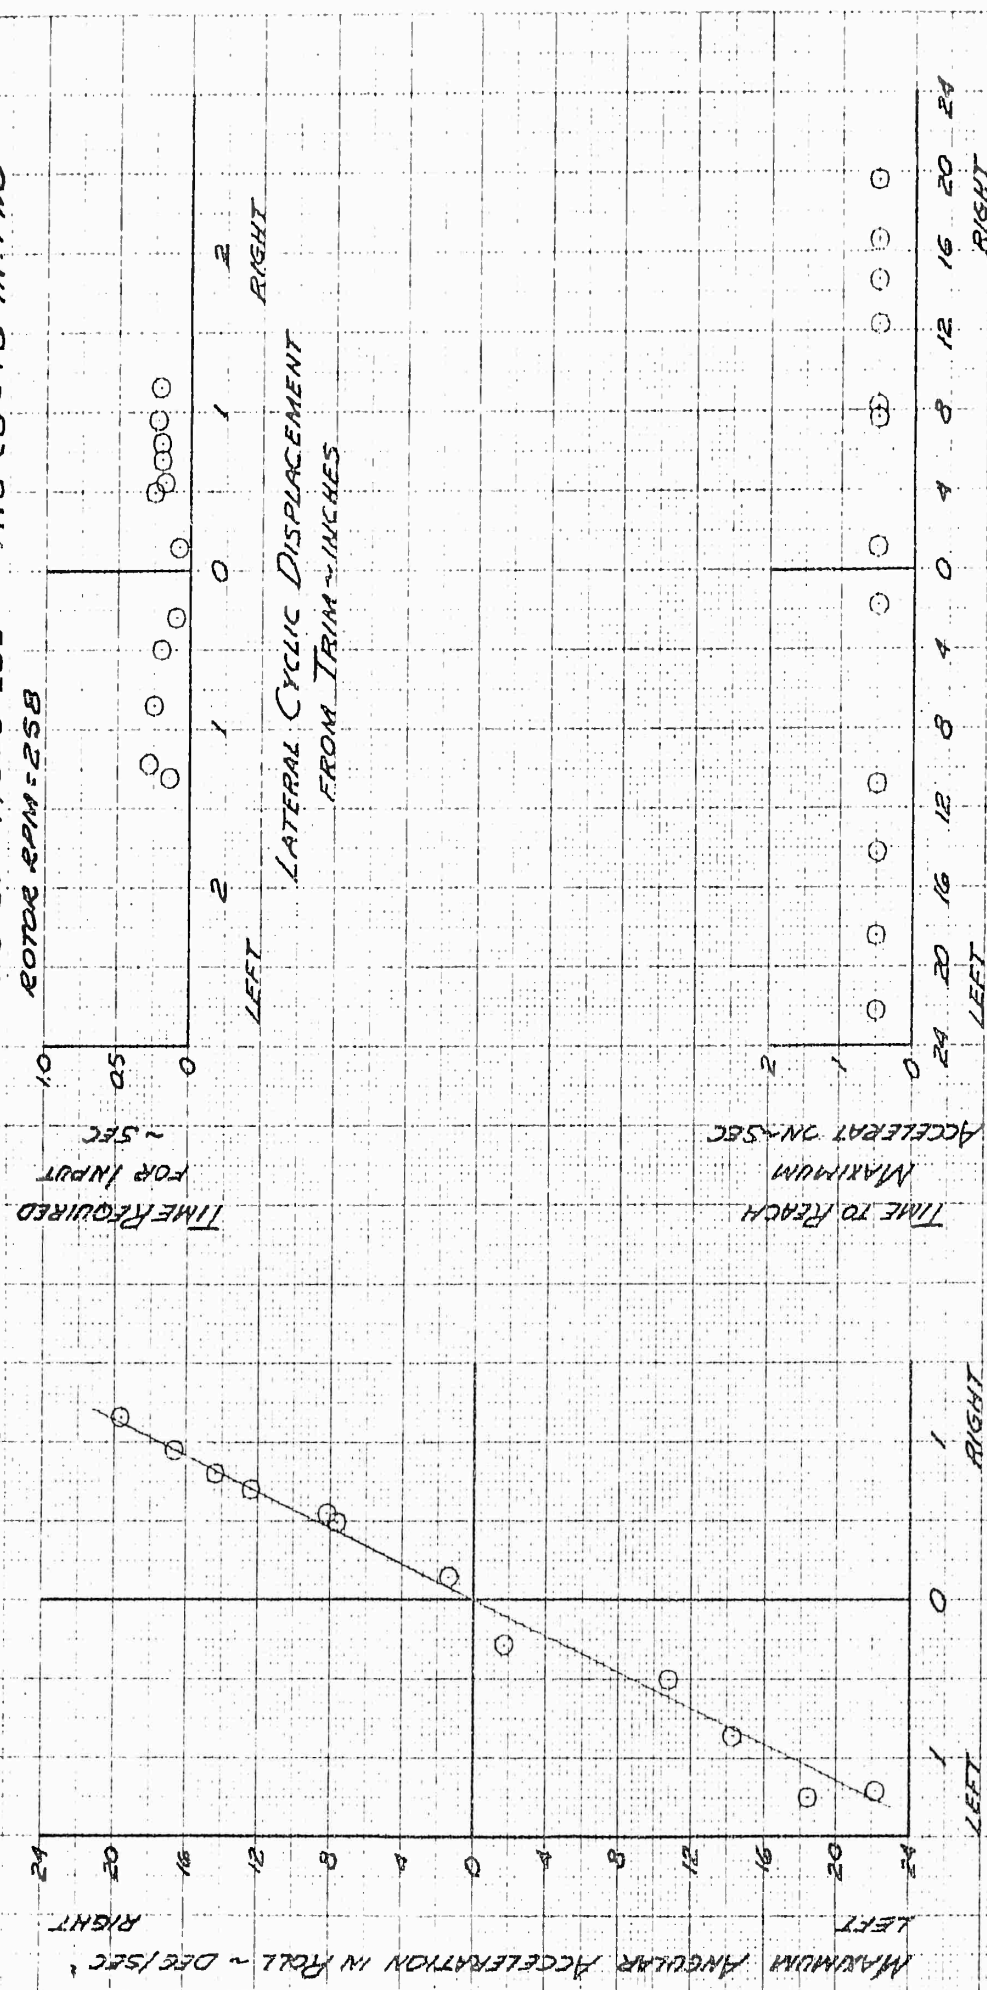 ROTOR RPM=258
TIME REQUIRED
FOR INPUT
~ SEC
1.0
0.5
0
2 1 0 1 2
LEFT
RIGHT
LATERAL CYCLIC DISPLACEMENT
FROM TRIM ~ INCHES
TIME TO REACH
MAXIMUM
ACCELERAT ON~SEC
2
1
0
24 20 16 12 8 4 0 4 8 12 16 20 24
LEFT
RIGHT
MAXIMUM ANGULAR ACCELERATION IN ROLL ~ DEG/SEC²
RIGHT
LEFT
24
20
16
12
8
4
0
4
8
12
16
20
24
1 0 1
LEFT
RIGHT